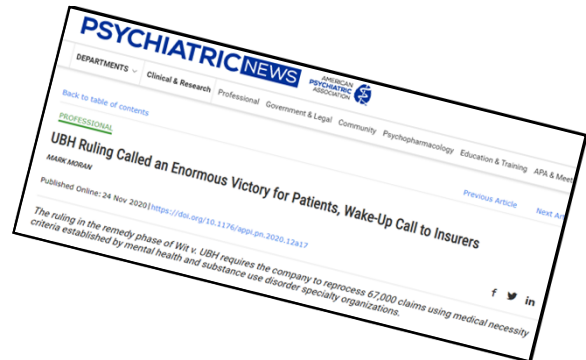 PSYCHIATRIC NEWS
AMERICAN
PSYCHIATRIC
ASSOCIATION
DEPARTMENTS Clinical & Research Professional Government & Legal Community Psychopharmacology Education & Training APA & Meet
Back to table of contents
Previous Article Next Ar
PROFESSIONAL
UBH Ruling Called an Enormous Victory for Patients, Wake-Up Call to Insurers
MARK MORAN
Published Online: 24 Nov 2020 | https://doi.org/10.1176/appi.pn.2020.12a17
The ruling in the remedy phase of Wit v. UBH requires the company to reprocess 67,000 claims using medical necessity
criteria established by mental health and substance use disorder specialty organizations.